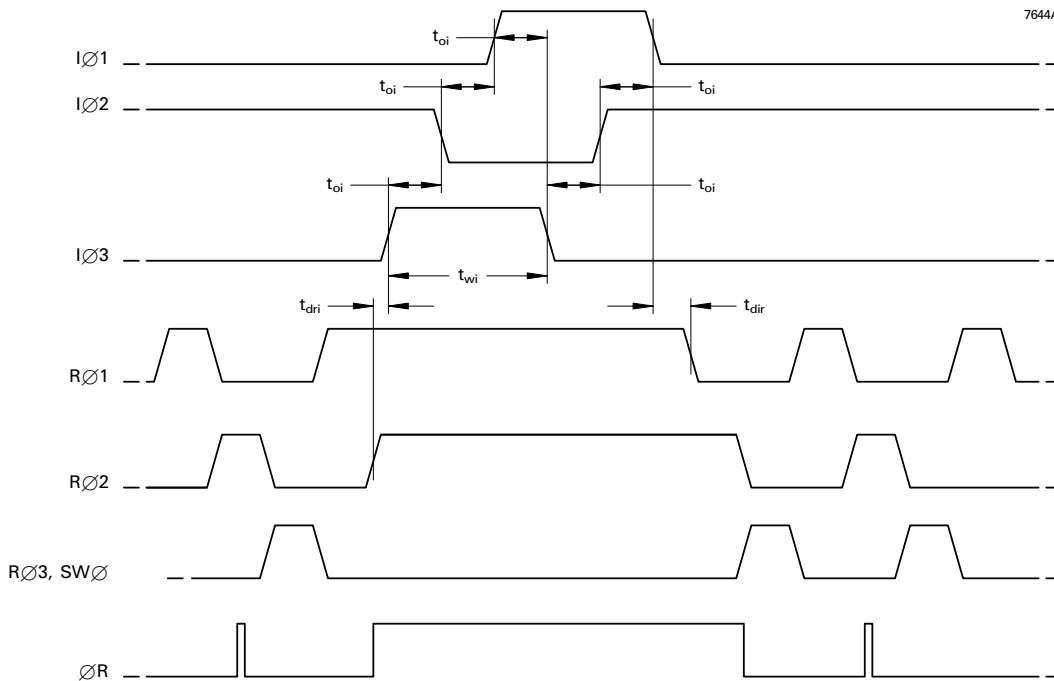 7644A
t_oi
IØ1
t_oi t_oi
IØ2
t_oi t_oi
IØ3
t_wi
t_dri t_dir
RØ1
RØ2
RØ3, SWØ
ØR